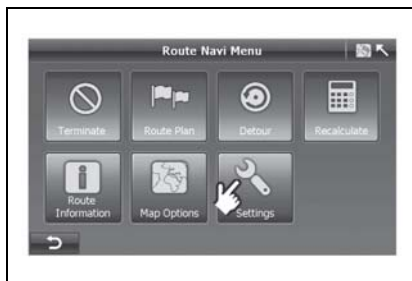 Route Navi Menu
Terminate
Route Plan
Detour
Recalculate
Route
Information
Map Options
Settings